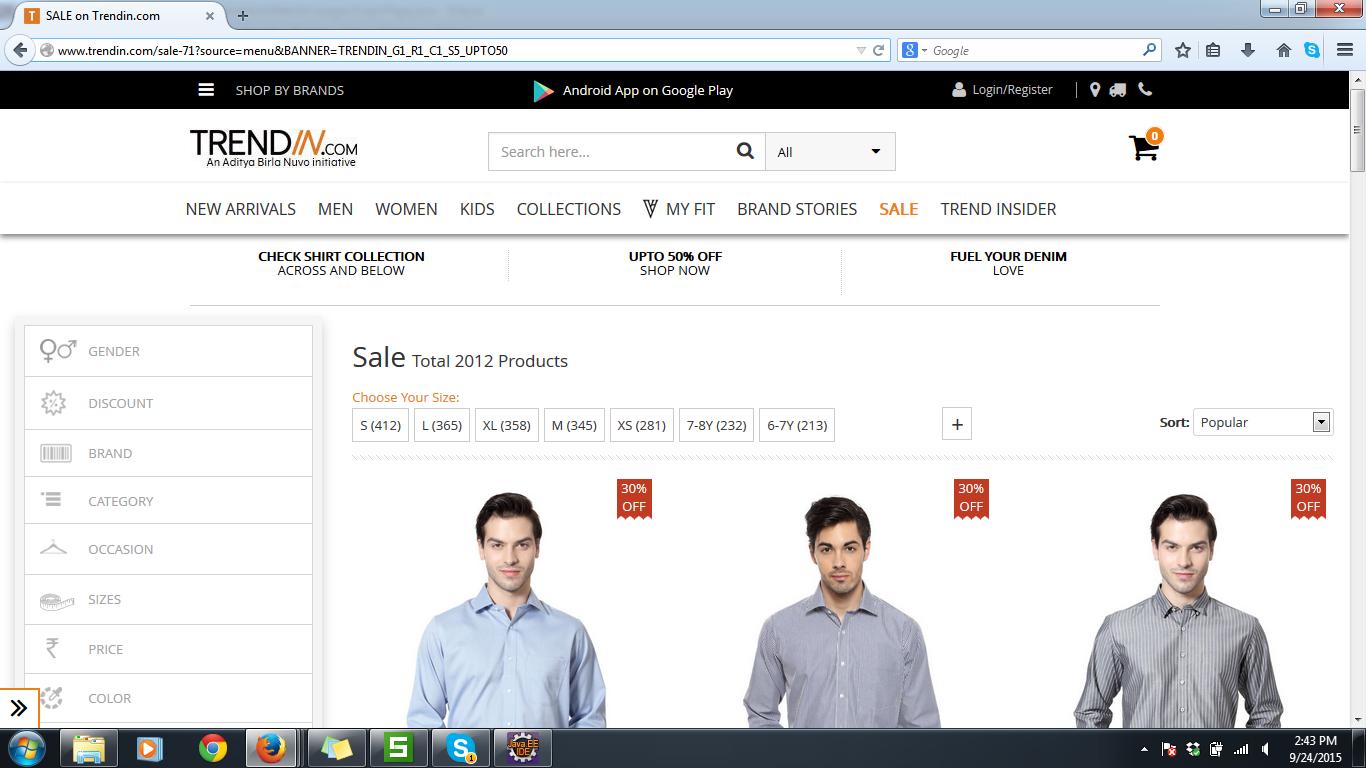 SALE on Trendin.com
www.trendin.com/sale-71?source=menu&BANNER=TRENDIN_G1_R1_C1_S5_UPTO50
Google
SHOP BY BRANDS
Android App on Google Play
Login/Register
TRENDIN.COM
An Aditya Birla Nuvo initiative
Search here...
All
0
NEW ARRIVALS MEN WOMEN KIDS COLLECTIONS MY FIT BRAND STORIES SALE TREND INSIDER
CHECK SHIRT COLLECTION
ACROSS AND BELOW
UPTO 50% OFF
SHOP NOW
FUEL YOUR DENIM
LOVE
GENDER
DISCOUNT
BRAND
CATEGORY
OCCASION
SIZES
PRICE
COLOR
Sale Total 2012 Products
Choose Your Size:
S (412) L (365) XL (358) M (345) XS (281) 7-8Y (232) 6-7Y (213) +
Sort: Popular
30%
OFF
30%
OFF
30%
OFF
Java EE
IDE
1
2:43 PM
9/24/2015